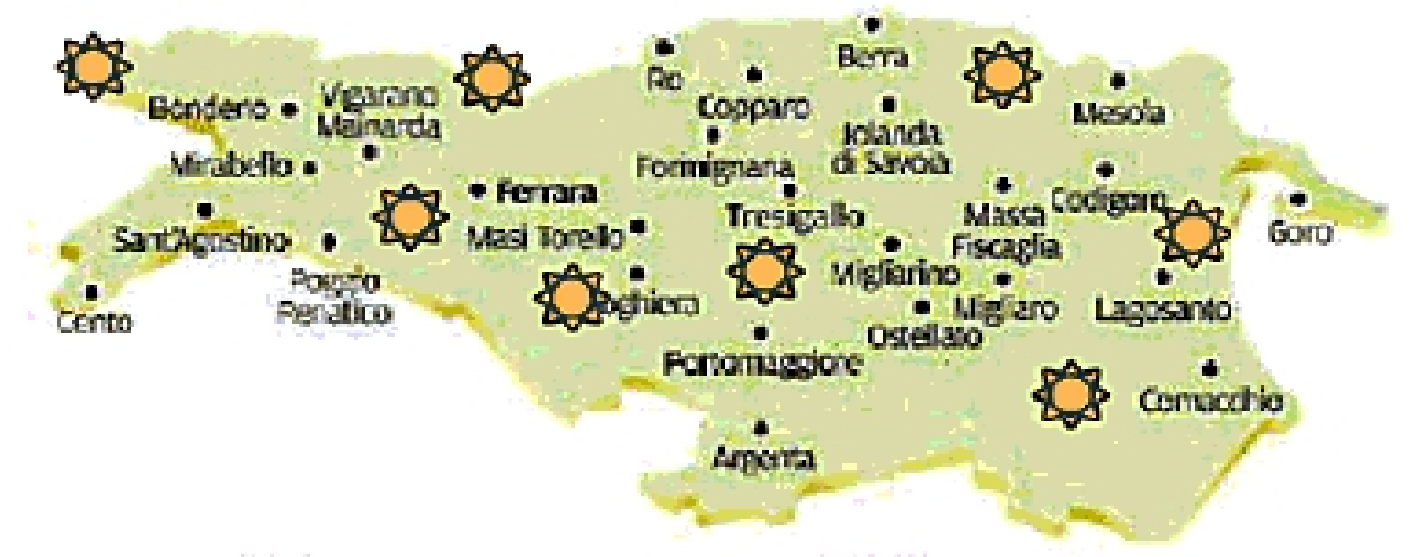 Berra
Ro
Copparo
Mesola
Bondeno
Vigarano
Mainarda
Jolanda
di Savoia
Formignana
Mirabello
Ferrara
Codigoro
Tresigallo
Massa
Fiscaglia
Goro
Sant'Agostino
Masi Torello
Migliarino
Poggio
Renatico
oghiera
Migliaro
Lagosanto
Cento
Ostellato
Portomaggiore
Comacchio
Argenta